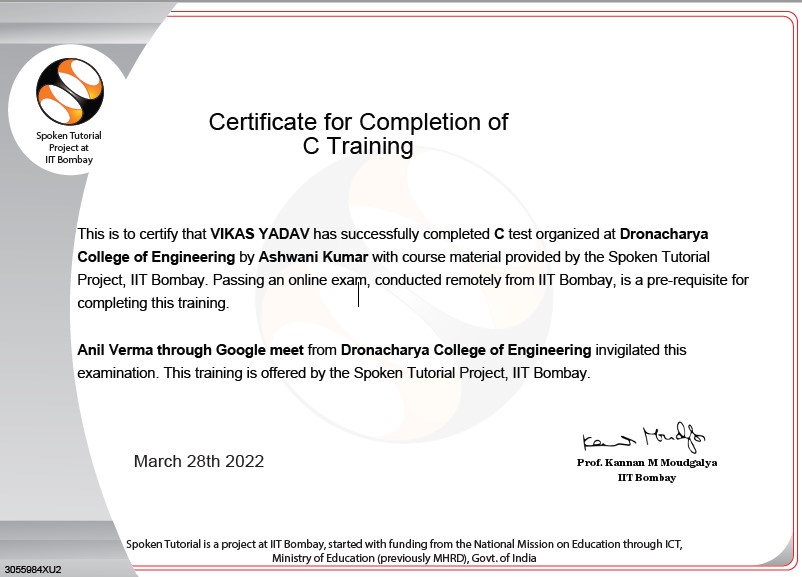 Spoken Tutorial
Project at
IIT Bombay
Certificate for Completion of
C Training
This is to certify that VIKAS YADAV has successfully completed C test organized at Dronacharya
College of Engineering by Ashwani Kumar with course material provided by the Spoken Tutorial
Project, IIT Bombay. Passing an online exam, conducted remotely from IIT Bombay, is a pre-requisite for
completing this training.
Anil Verma through Google meet from Dronacharya College of Engineering invigilated this
examination. This training is offered by the Spoken Tutorial Project, IIT Bombay.
March 28th 2022
Prof. Kannan M Moudgalya
IIT Bombay
Spoken Tutorial is a project at IIT Bombay, started with funding from the National Mission on Education through ICT,
Ministry of Education (previously MHRD), Govt. of India
3055984XU2